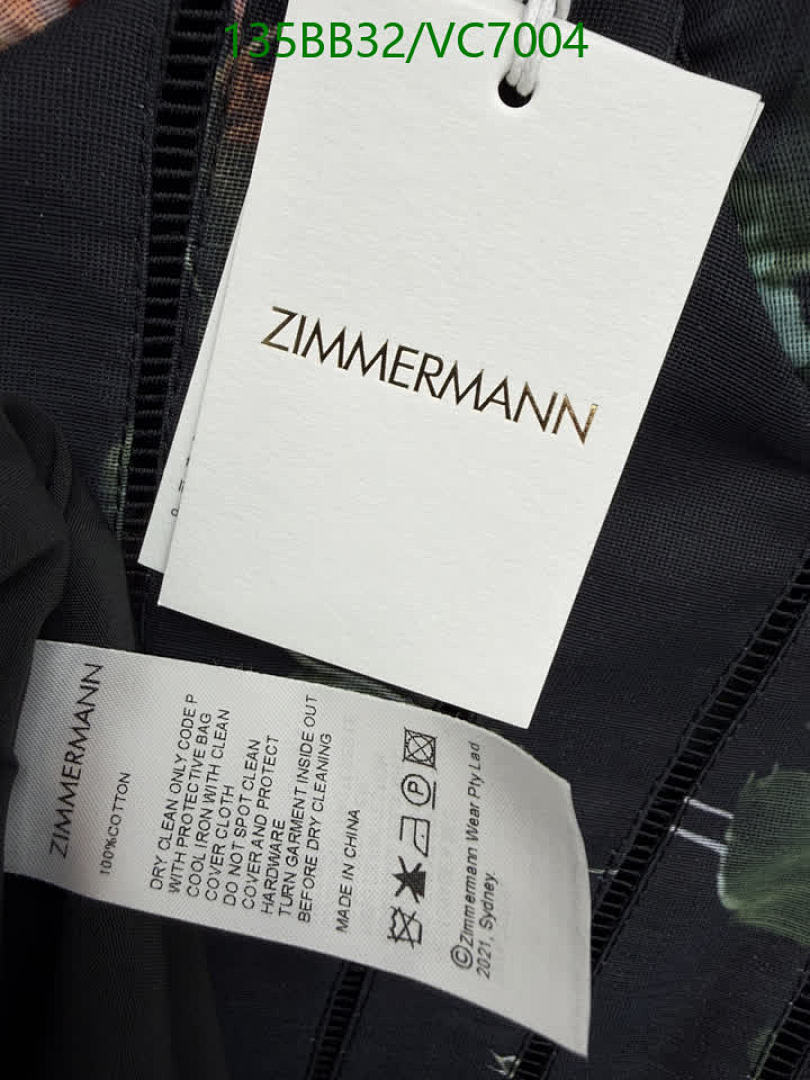 135BB32/VC7004
ZIMMERMANN
ZIMMERMANN
100%COTTON
DRY CLEAN ONLY CODE P
WITH PROTECTIVE BAG
COOL IRON WITH CLEAN
COVER CLOTH
DO NOT SPOT CLEAN
COVER AND PROTECT
HARDWARE
TURN GARMENT INSIDE OUT
BEFORE DRY CLEANING
MADE IN CHINA
P
©Zimmermann Wear Pty Lad
2021, Sydney.